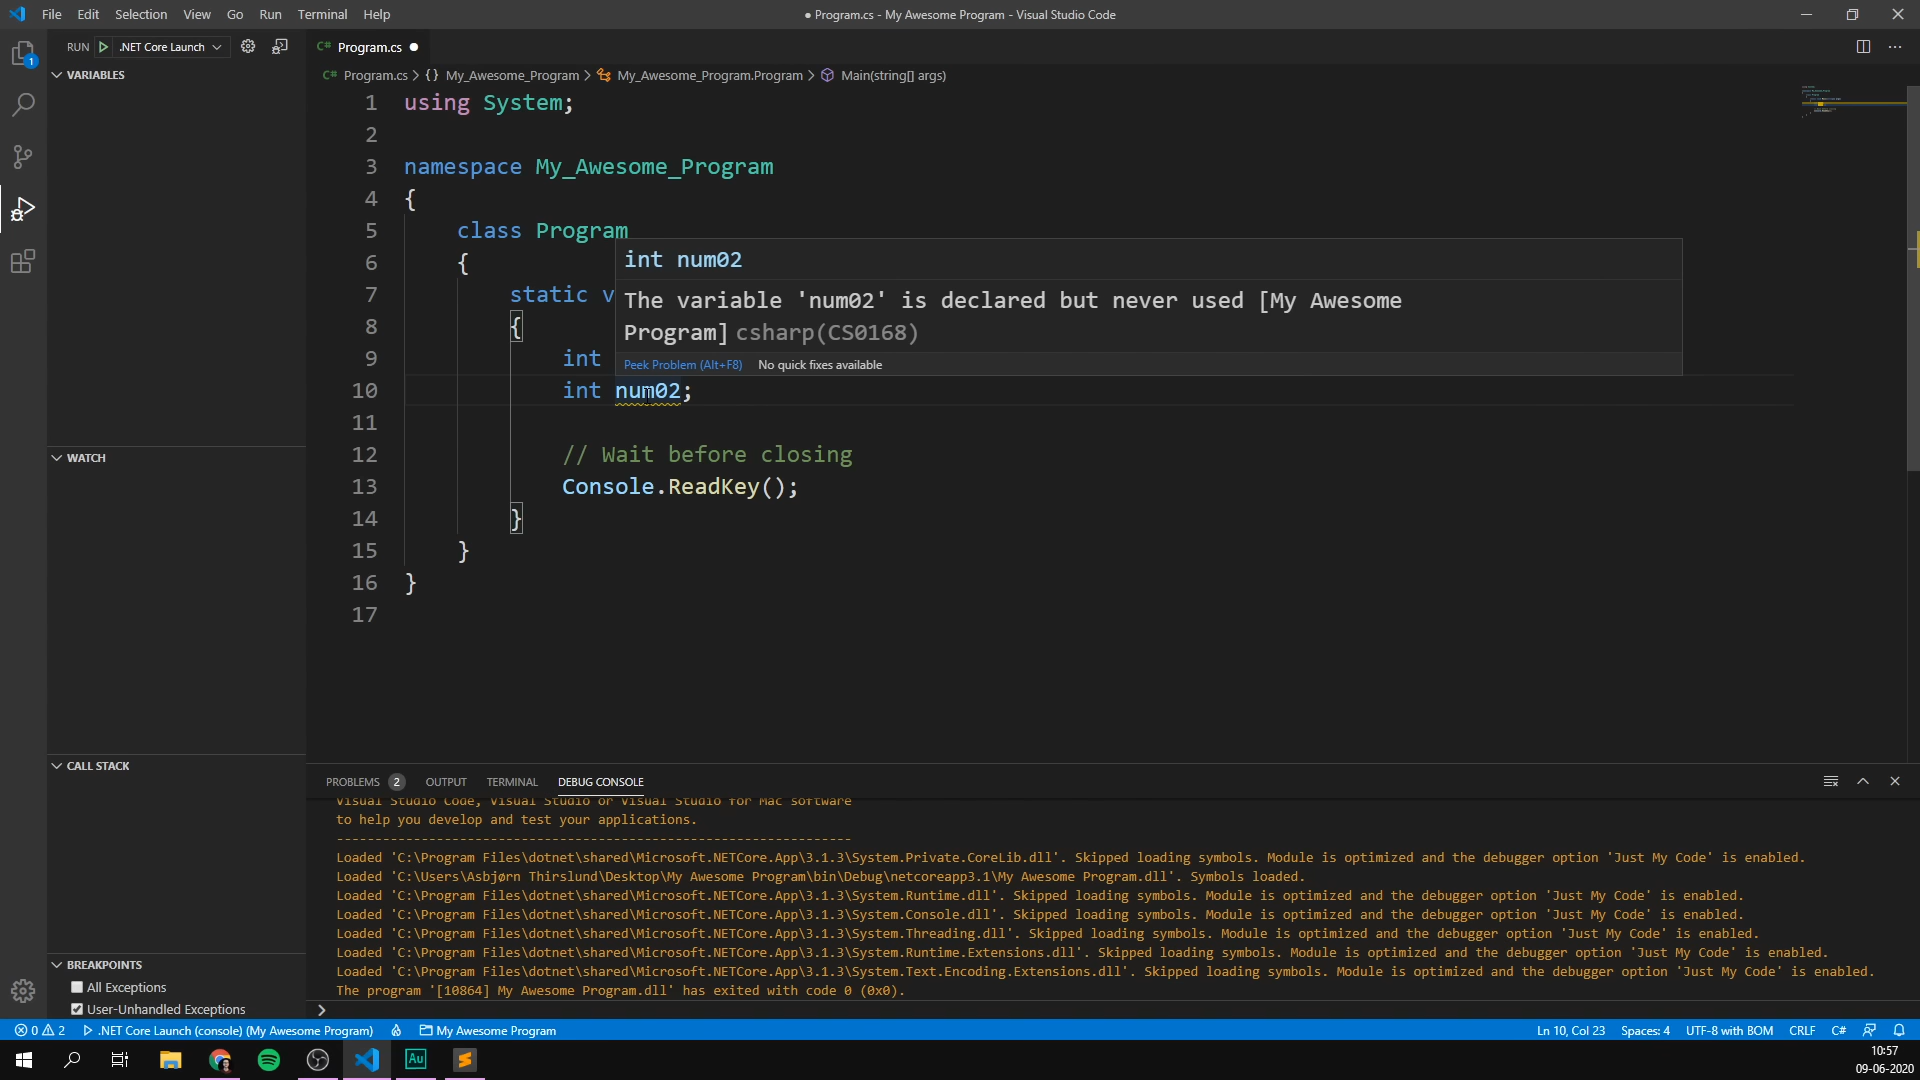 File Edit Selection View Go Run Terminal Help
● Program.cs - My Awesome Program - Visual Studio Code
RUN .NET Core Launch
C# Program.cs ●
1
C# Program.cs > {} My_Awesome_Program > My_Awesome_Program.Program > Main(string[] args)
VARIABLES
1 using System;
2
3 namespace My_Awesome_Program
4 {
5 class Program
6 {
7 static v
8 {
9 int
10 int num02;
11
12 // Wait before closing
13 Console.ReadKey();
14 }
15 }
16 }
17
int num02
The variable 'num02' is declared but never used [My Awesome
Program] csharp(CS0168)
Peek Problem (Alt+F8) No quick fixes available
WATCH
CALL STACK
BREAKPOINTS
All Exceptions
User-Unhandled Exceptions
PROBLEMS 2 OUTPUT TERMINAL DEBUG CONSOLE
Visual Studio Code, Visual Studio or Visual Studio for Mac software
to help you develop and test your applications.
-------------------------------------------------------------------
Loaded 'C:\Program Files\dotnet\shared\Microsoft.NETCore.App\3.1.3\System.Private.CoreLib.dll'. Skipped loading symbols. Module is optimized and the debugger option 'Just My Code' is enabled.
Loaded 'C:\Users\Asbjørn Thirslund\Desktop\My Awesome Program\bin\Debug\netcoreapp3.1\My Awesome Program.dll'. Symbols loaded.
Loaded 'C:\Program Files\dotnet\shared\Microsoft.NETCore.App\3.1.3\System.Runtime.dll'. Skipped loading symbols. Module is optimized and the debugger option 'Just My Code' is enabled.
Loaded 'C:\Program Files\dotnet\shared\Microsoft.NETCore.App\3.1.3\System.Console.dll'. Skipped loading symbols. Module is optimized and the debugger option 'Just My Code' is enabled.
Loaded 'C:\Program Files\dotnet\shared\Microsoft.NETCore.App\3.1.3\System.Threading.dll'. Skipped loading symbols. Module is optimized and the debugger option 'Just My Code' is enabled.
Loaded 'C:\Program Files\dotnet\shared\Microsoft.NETCore.App\3.1.3\System.Runtime.Extensions.dll'. Skipped loading symbols. Module is optimized and the debugger option 'Just My Code' is enabled.
Loaded 'C:\Program Files\dotnet\shared\Microsoft.NETCore.App\3.1.3\System.Text.Encoding.Extensions.dll'. Skipped loading symbols. Module is optimized and the debugger option 'Just My Code' is enabled.
The program '[10864] My Awesome Program.dll' has exited with code 0 (0x0).
0 2 .NET Core Launch (console) (My Awesome Program) My Awesome Program
Ln 10, Col 23 Spaces: 4 UTF-8 with BOM CRLF C#
Au
10:57
09-06-2020